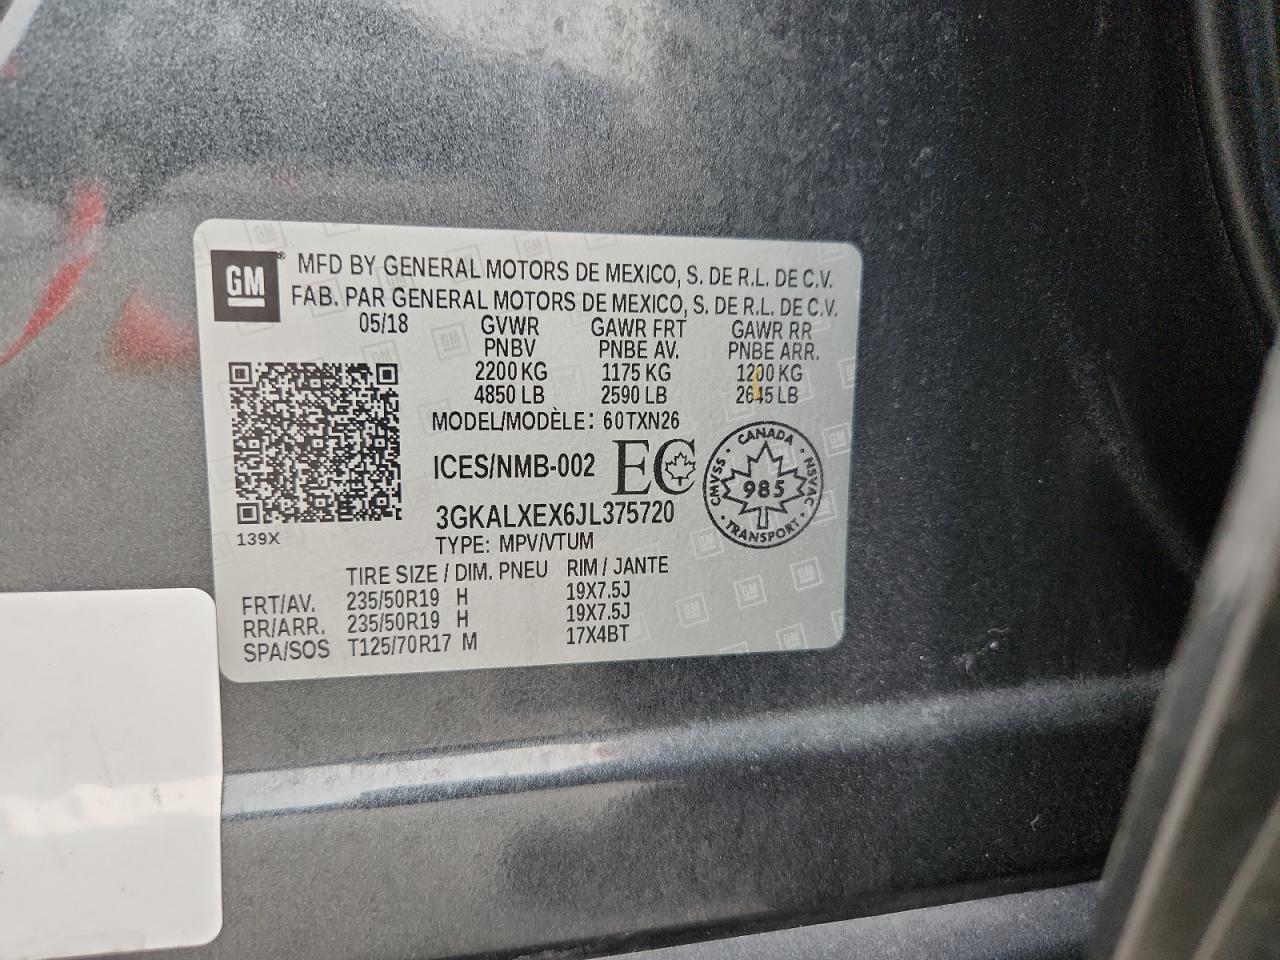 GM® MFD BY GENERAL MOTORS DE MEXICO, S. DE R.L. DE C.V.
FAB. PAR GENERAL MOTORS DE MEXICO, S. DE R.L. DE C.V.
05/18 GVWR GAWR FRT GAWR RR
PNBV PNBE AV. PNBE ARR.
2200 KG 1175 KG 1200 KG
4850 LB 2590 LB 2645 LB
MODEL/MODÈLE: 60TXN26
ICES/NMB-002 EC
CANADA NSVAC TRANSPORT CMVSS
985
3GKALXEX6JL375720
139X
TYPE: MPV/VTUM
TIRE SIZE / DIM. PNEU RIM / JANTE
FRT/AV. 235/50R19 H 19X7.5J
RR/ARR. 235/50R19 H 19X7.5J
SPA/SOS T125/70R17 M 17X4BT